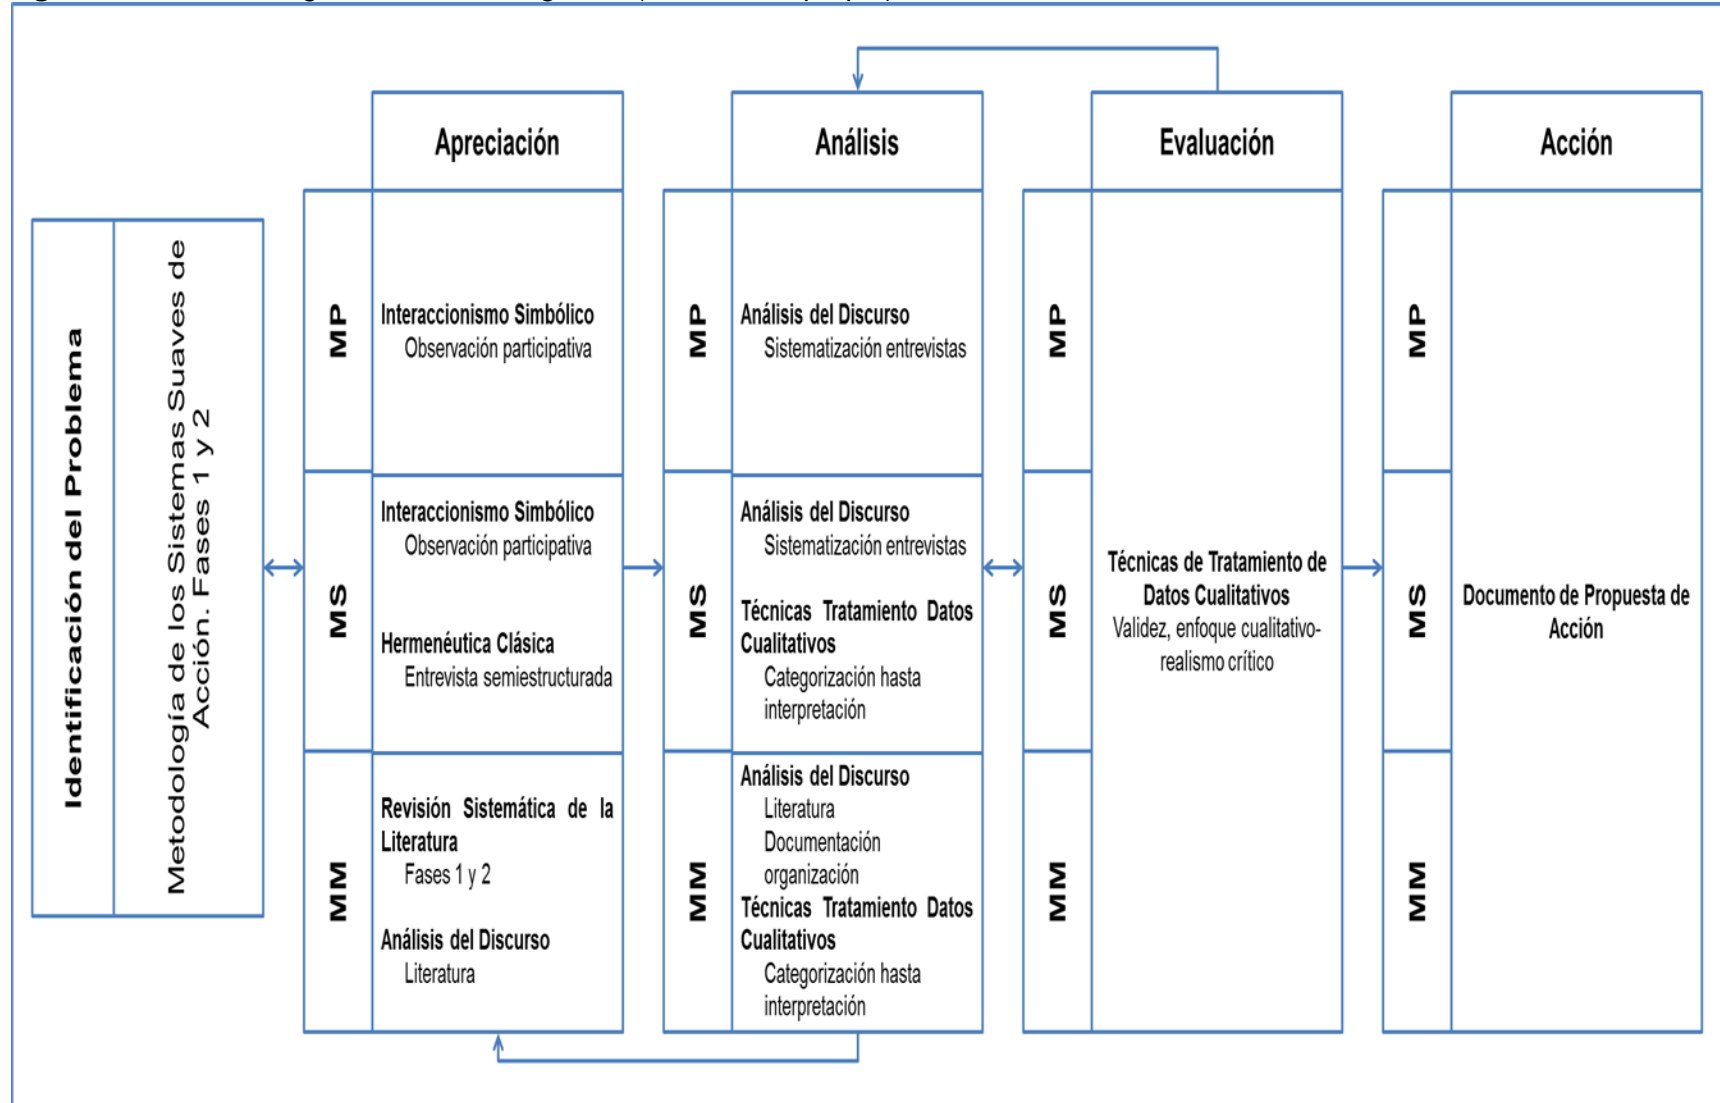 Identificación del Problema
Metodología de los Sistemas Suaves de
Acción. Fases 1 y 2
Apreciación
MP
Interaccionismo Simbólico
Observación participativa
MS
Interaccionismo Simbólico
Observación participativa
Hermenéutica Clásica
Entrevista semiestructurada
MM
Revisión Sistemática de la
Literatura
Fases 1 y 2
Análisis del Discurso
Literatura
Análisis
MP
Análisis del Discurso
Sistematización entrevistas
MS
Análisis del Discurso
Sistematización entrevistas
Técnicas Tratamiento Datos
Cualitativos
Categorización hasta
interpretación
MM
Análisis del Discurso
Literatura
Documentación
organización
Técnicas Tratamiento Datos
Cualitativos
Categorización hasta
interpretación
Evaluación
MP
MS
MM
Técnicas de Tratamiento de
Datos Cualitativos
Validez, enfoque cualitativo-
realismo crítico
Acción
MP
MS
MM
Documento de Propuesta de
Acción